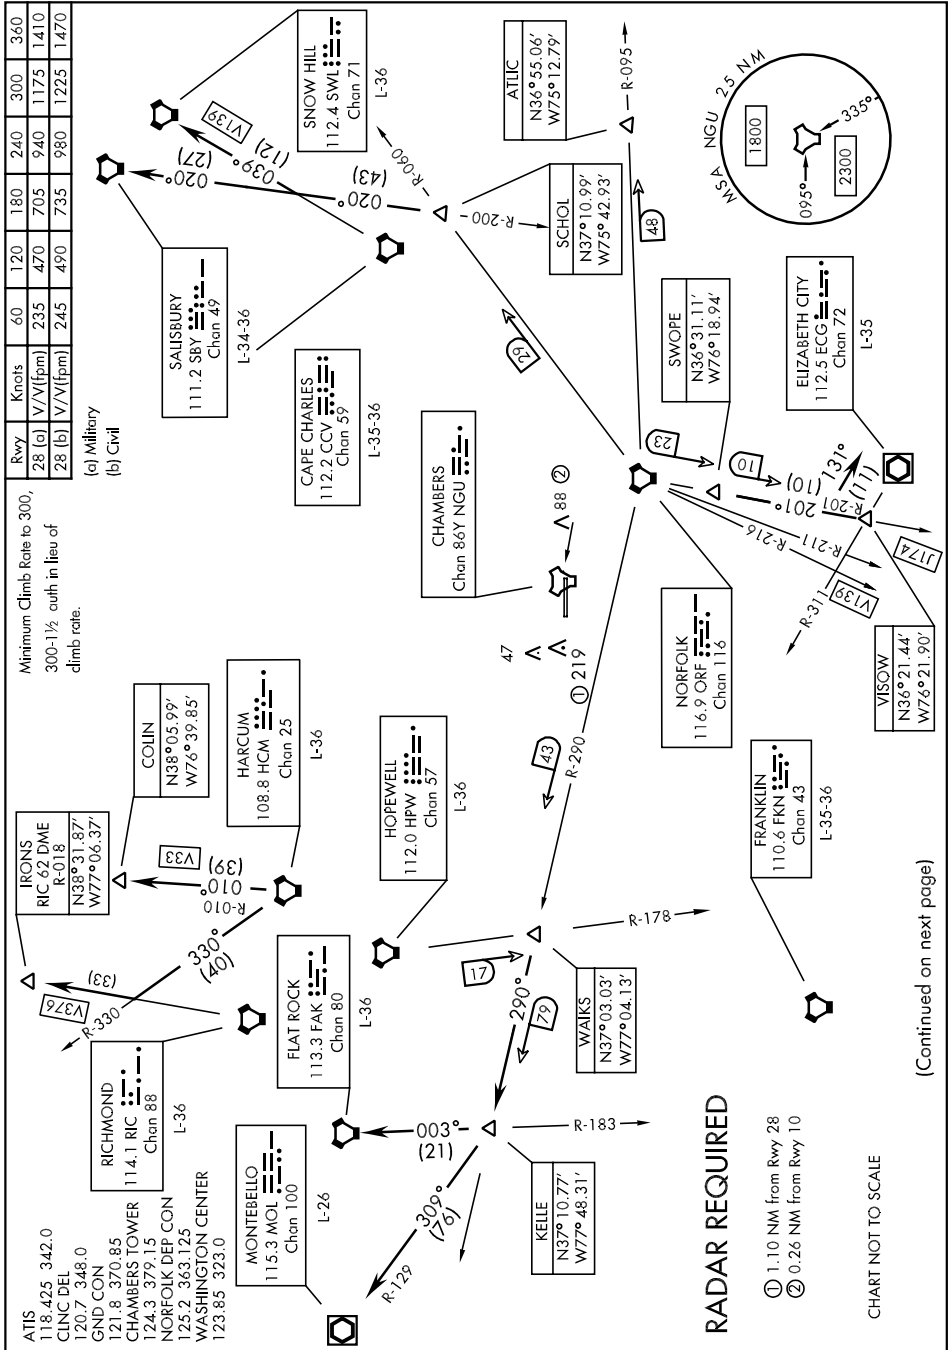 ATIS
118.425 342.0
CLNC DEL
120.7 348.0
GND CON
121.8 370.85
CHAMBERS TOWER
124.3 379.15
NORFOLK DEP CON
125.2 363.125
WASHINGTON CENTER
123.85 323.0
Minimum Climb Rate to 300,
300-1½ auth in lieu of
climb rate.
Rwy Knots 60 120 180 240 300 360
28 (a) V/V(fpm) 235 470 705 940 1175 1410
28 (b) V/V(fpm) 245 490 735 980 1225 1470
(a) Military
(b) Civil
IRONS
RIC 62 DME
R-018
N38°31.87'
W77°06.37'
COLIN
N38°05.99'
W76°39.85'
RICHMOND
114.1 RIC
Chan 88
L-36
HARCUM
108.8 HCM
Chan 25
L-36
V376
(33)
R-330
330°
(40)
R-010
010°
(39)
V33
SALISBURY
111.2 SBY
Chan 49
L-34-36
SNOW HILL
112.4 SWL
Chan 71
L-36
V139
039°
(12)
020°
(27)
020°
(43)
R-060
R-200
CAPE CHARLES
112.2 CCV
Chan 59
L-35-36
MONTEBELLO
115.3 MOL
Chan 100
L-26
FLAT ROCK
113.3 FAK
Chan 80
L-36
HOPEWELL
112.0 HPW
Chan 57
L-36
CHAMBERS
Chan 86Y NGU
SCHOL
N37°10.99'
W75°42.93'
ATLIC
N36°55.06'
W75°12.79'
R-095
R-129
309°
(76)
003°
(21)
R-183
290°
79
17
R-178
43
R-290
47
① 219
88 ②
29
48
KELLE
N37°10.77'
W77°48.31'
WAIKS
N37°03.03'
W77°04.13'
NORFOLK
116.9 ORF
Chan 116
SWOPE
N36°31.11'
W76°18.94'
MSA NGU 25 NM
1800
2300
095°
335°
23
10
201°
(10)
R-201
R-211
R-216
131°
(11)
R-311
V139
J174
FRANKLIN
110.6 FKN
Chan 43
L-35-36
ELIZABETH CITY
112.5 ECG
Chan 72
L-35
VISOW
N36°21.44'
W76°21.90'
RADAR REQUIRED
① 1.10 NM from Rwy 28
② 0.26 NM from Rwy 10
CHART NOT TO SCALE
(Continued on next page)